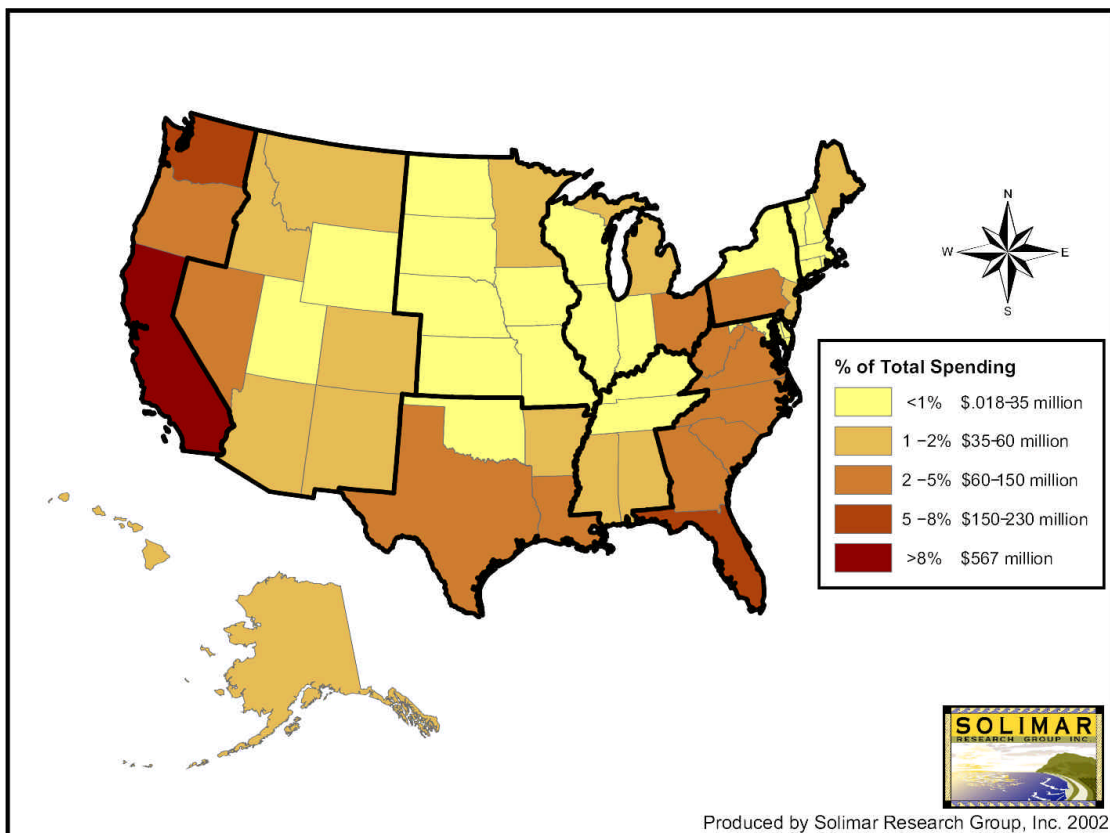 N
W
E
S
% of Total Spending
<1% $.018–35 million
1 –2% $35-60 million
2 –5% $60–150 million
5 –8% $150-230 million
>8% $567 million
SOLIMAR
RESEARCH GROUP INC
Produced by Solimar Research Group, Inc. 2002